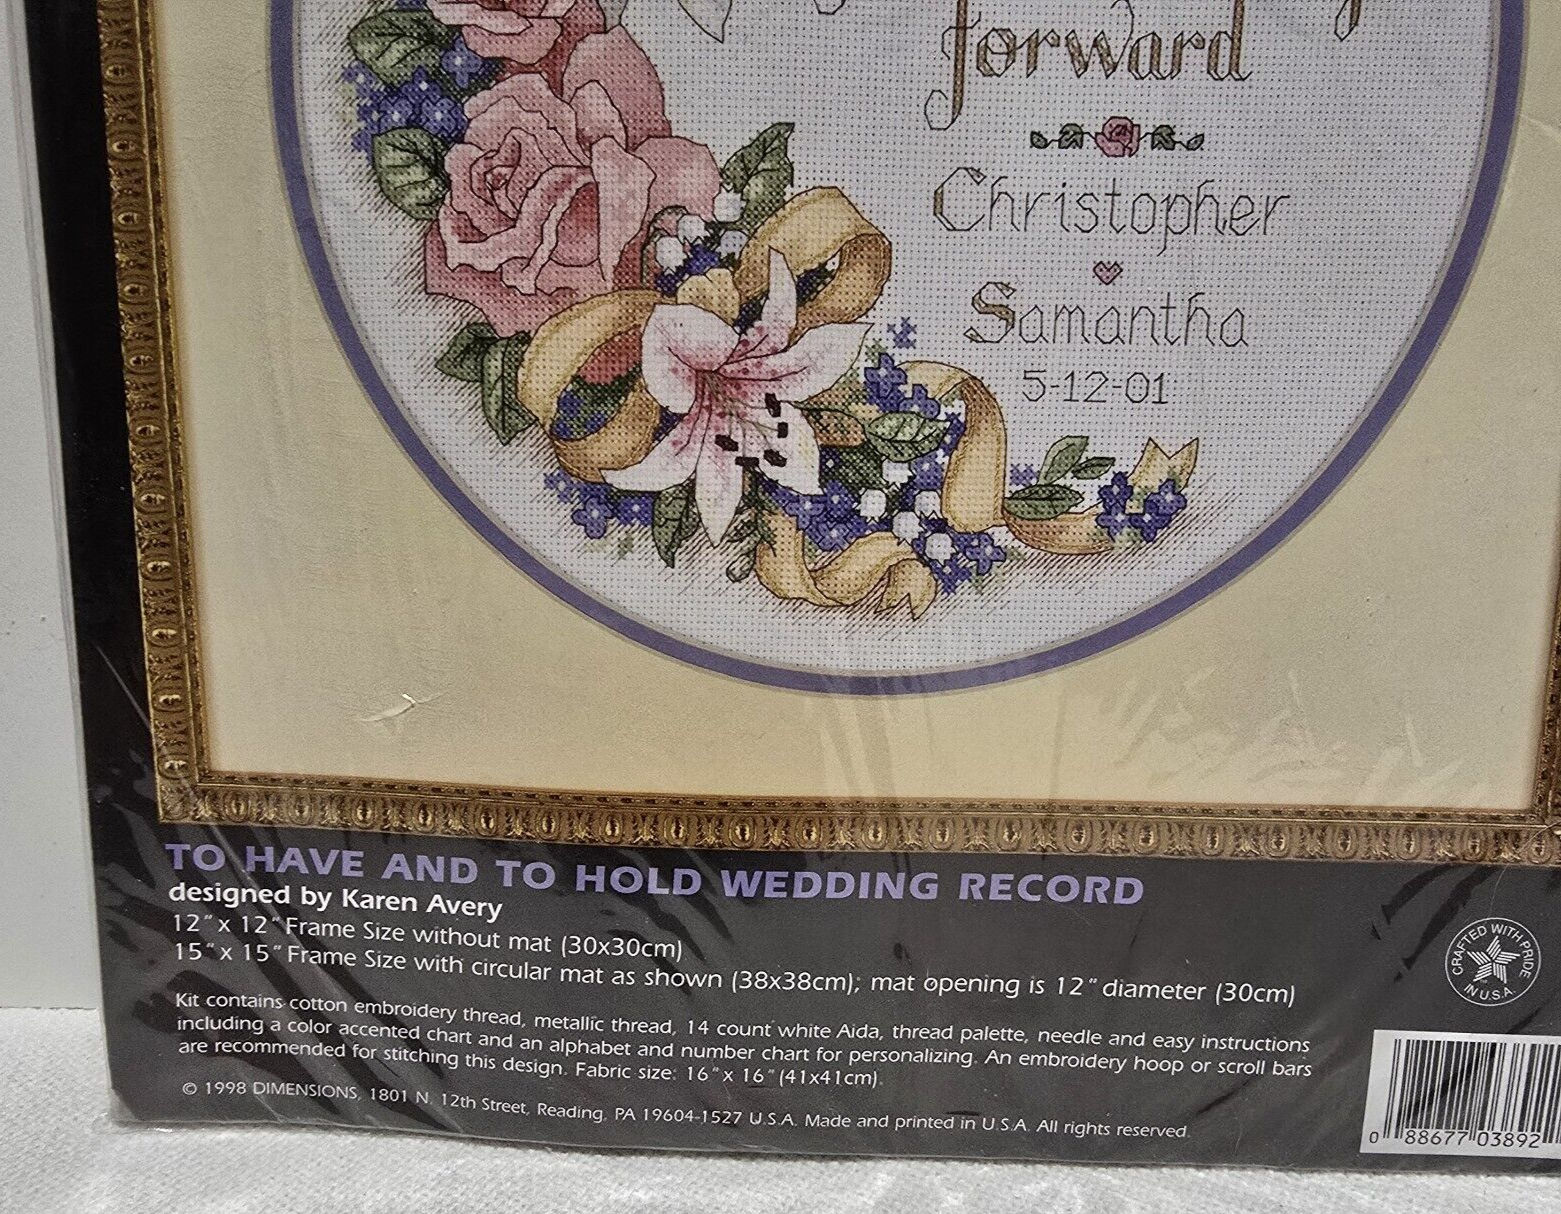 forward
Christopher
Samantha
5-12-01
TO HAVE AND TO HOLD WEDDING RECORD
designed by Karen Avery
12" x 12" Frame Size without mat (30x30cm)
15" x 15" Frame Size with circular mat as shown (38x38cm); mat opening is 12" diameter (30cm)
Kit contains cotton embroidery thread, metallic thread, 14 count white Aida, thread palette, needle and easy instructions
including a color accented chart and an alphabet and number chart for personalizing. An embroidery hoop or scroll bars
are recommended for stitching this design. Fabric size: 16" x 16" (41x41cm).
© 1998 DIMENSIONS, 1801 N. 12th Street, Reading, PA 19604-1527 U.S.A. Made and printed in U.S.A. All rights reserved.
CRAFTED WITH PRIDE
IN U.S.A.
0 88677 03892